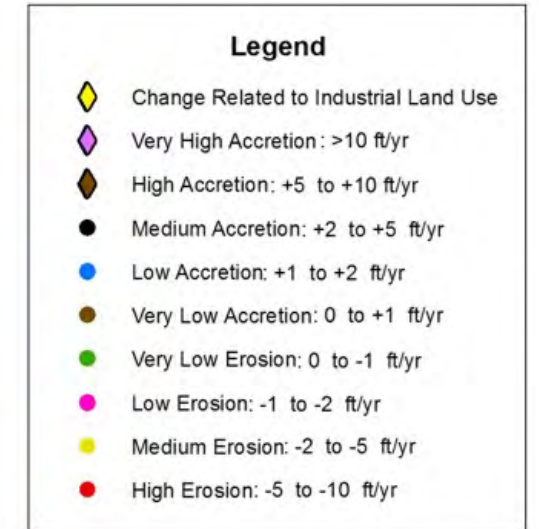 Legend
Change Related to Industrial Land Use
Very High Accretion: >10 ft/yr
High Accretion: +5 to +10 ft/yr
Medium Accretion: +2 to +5 ft/yr
Low Accretion: +1 to +2 ft/yr
Very Low Accretion: 0 to +1 ft/yr
Very Low Erosion: 0 to -1 ft/yr
Low Erosion: -1 to -2 ft/yr
Medium Erosion: -2 to -5 ft/yr
High Erosion: -5 to -10 ft/yr